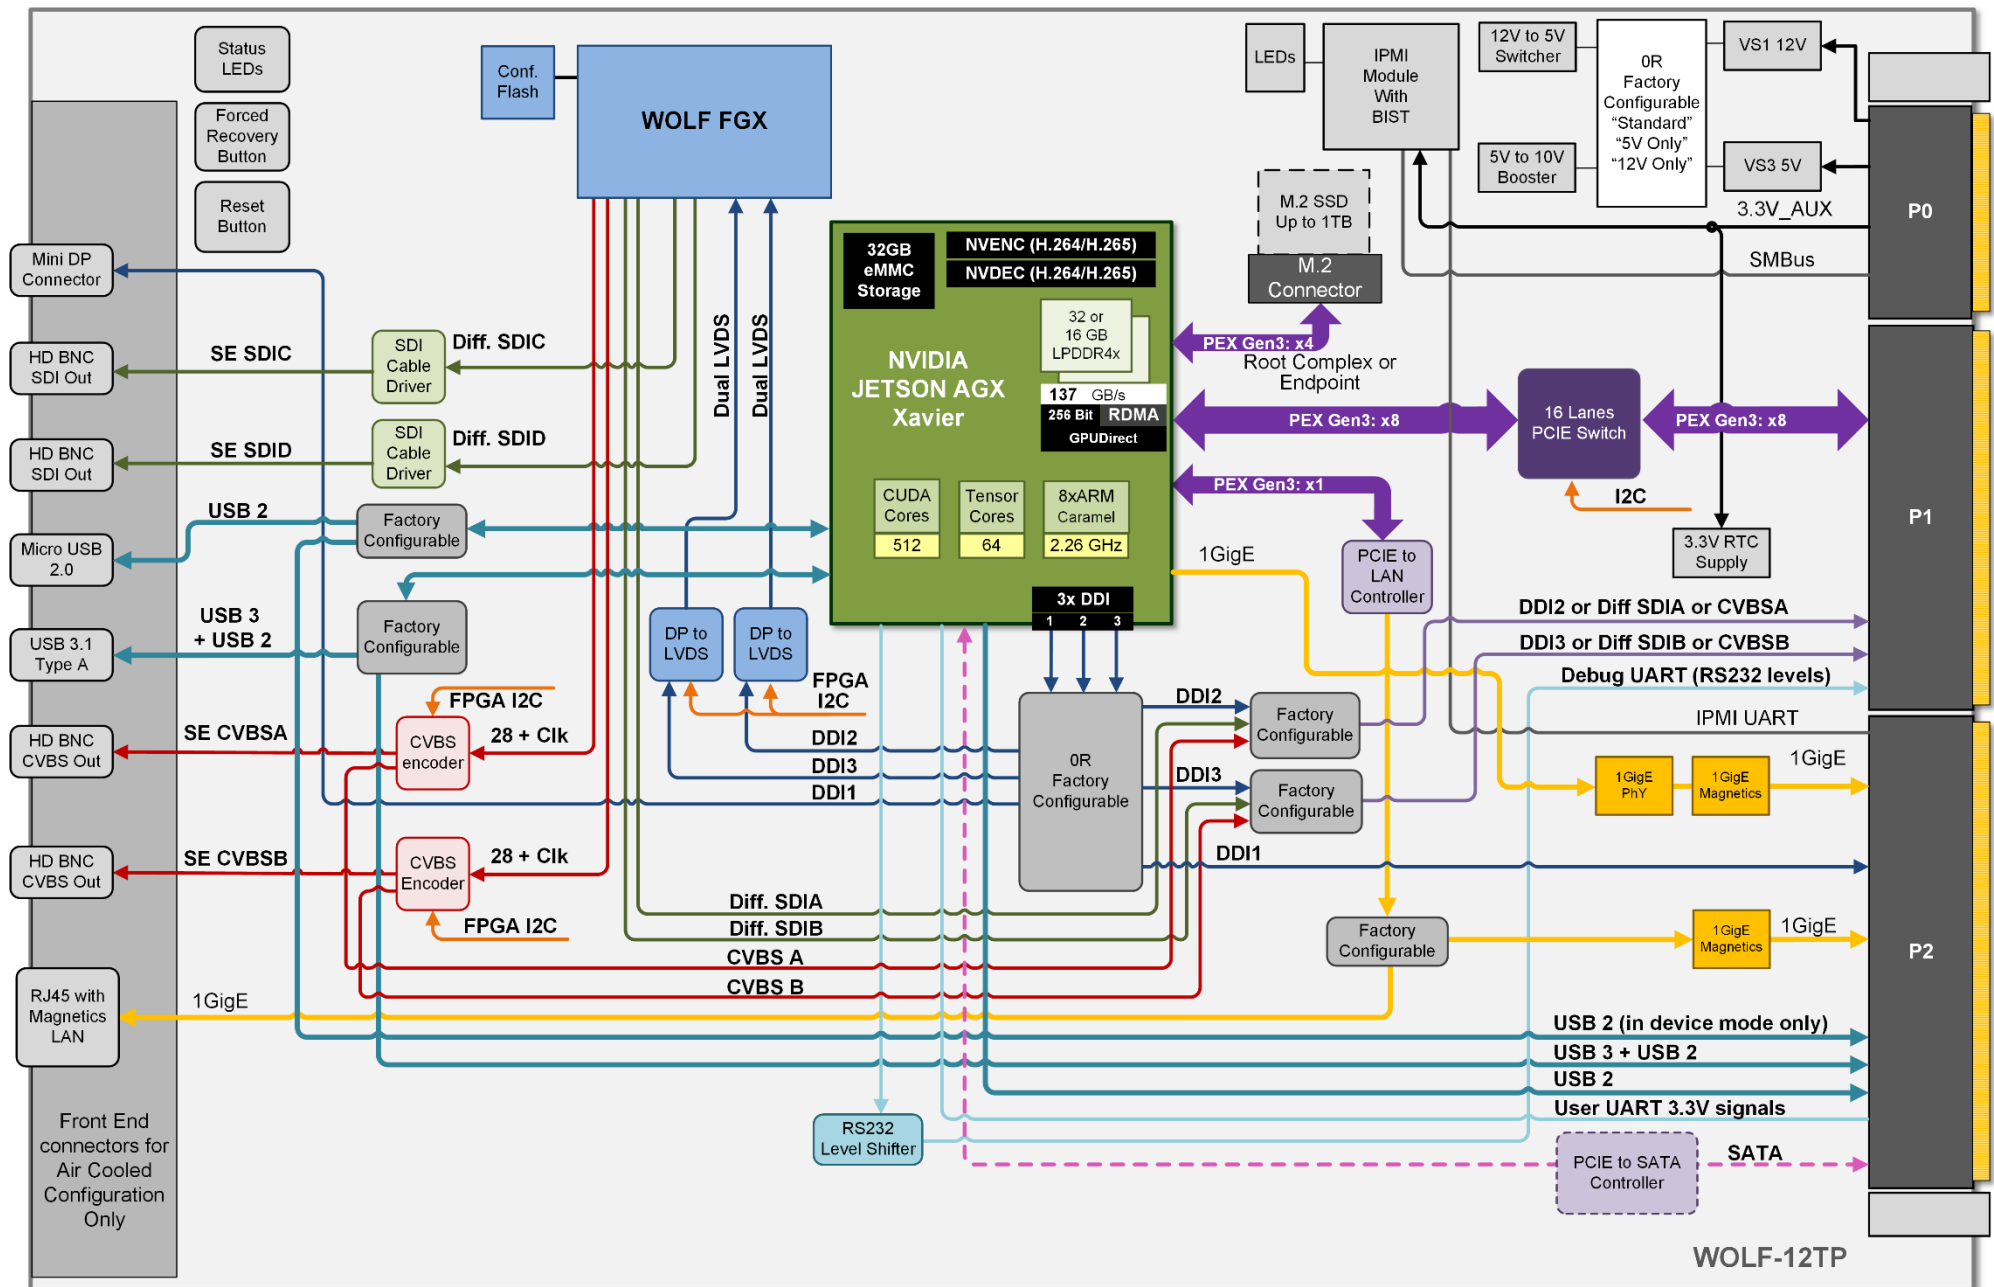 Status
LEDs
Forced
Recovery
Button
Reset
Button
Conf.
Flash
WOLF FGX
LEDs
IPMI
Module
With
BIST
12V to 5V
Switcher
5V to 10V
Booster
0R
Factory
Configurable
“Standard”
“5V Only”
“12V Only”
VS1 12V
VS3 5V
3.3V_AUX
SMBus
P0
M.2 SSD
Up to 1TB
M.2
Connector
32GB
eMMC
Storage
NVENC (H.264/H.265)
NVDEC (H.264/H.265)
32 or
16 GB
LPDDR4x
137 GB/s
256 Bit RDMA
GPUDirect
NVIDIA
JETSON AGX
Xavier
CUDA
Cores
512
Tensor
Cores
64
8xARM
Caramel
2.26 GHz
3x DDI
1 2 3
PEX Gen3: x4
Root Complex or
Endpoint
PEX Gen3: x8
16 Lanes
PCIE Switch
PEX Gen3: x8
PEX Gen3: x1
I2C
3.3V RTC
Supply
P1
PCIE to
LAN
Controller
1GigE
Mini DP
Connector
HD BNC
SDI Out
HD BNC
SDI Out
Micro USB
2.0
USB 3.1
Type A
HD BNC
CVBS Out
HD BNC
CVBS Out
RJ45 with
Magnetics
LAN
Front End
connectors for
Air Cooled
Configuration
Only
SE SDIC
SDI
Cable
Driver
Diff. SDIC
SE SDID
SDI
Cable
Driver
Diff. SDID
Dual LVDS
Dual LVDS
USB 2
Factory
Configurable
USB 3
+ USB 2
Factory
Configurable
DP to
LVDS
DP to
LVDS
FPGA
I2C
FPGA I2C
SE CVBSA
CVBS
encoder
28 + Clk
SE CVBSB
CVBS
Encoder
28 + Clk
FPGA I2C
DDI2
DDI3
DDI1
0R
Factory
Configurable
DDI2
Factory
Configurable
DDI3
Factory
Configurable
DDI1
DDI2 or Diff SDIA or CVBSA
DDI3 or Diff SDIB or CVBSB
Debug UART (RS232 levels)
IPMI UART
1GigE
PhY
1GigE
Magnetics
1GigE
Factory
Configurable
1GigE
Magnetics
1GigE
P2
Diff. SDIA
Diff. SDIB
CVBS A
CVBS B
1GigE
USB 2 (in device mode only)
USB 3 + USB 2
USB 2
User UART 3.3V signals
RS232
Level Shifter
PCIE to SATA
Controller
SATA
WOLF-12TP